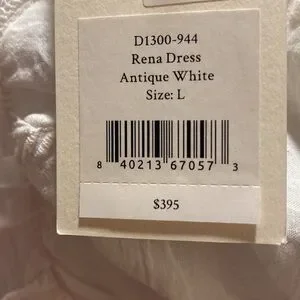 D1300-944
Rena Dress
Antique White
Size: L
8 40213 67057 3
$395